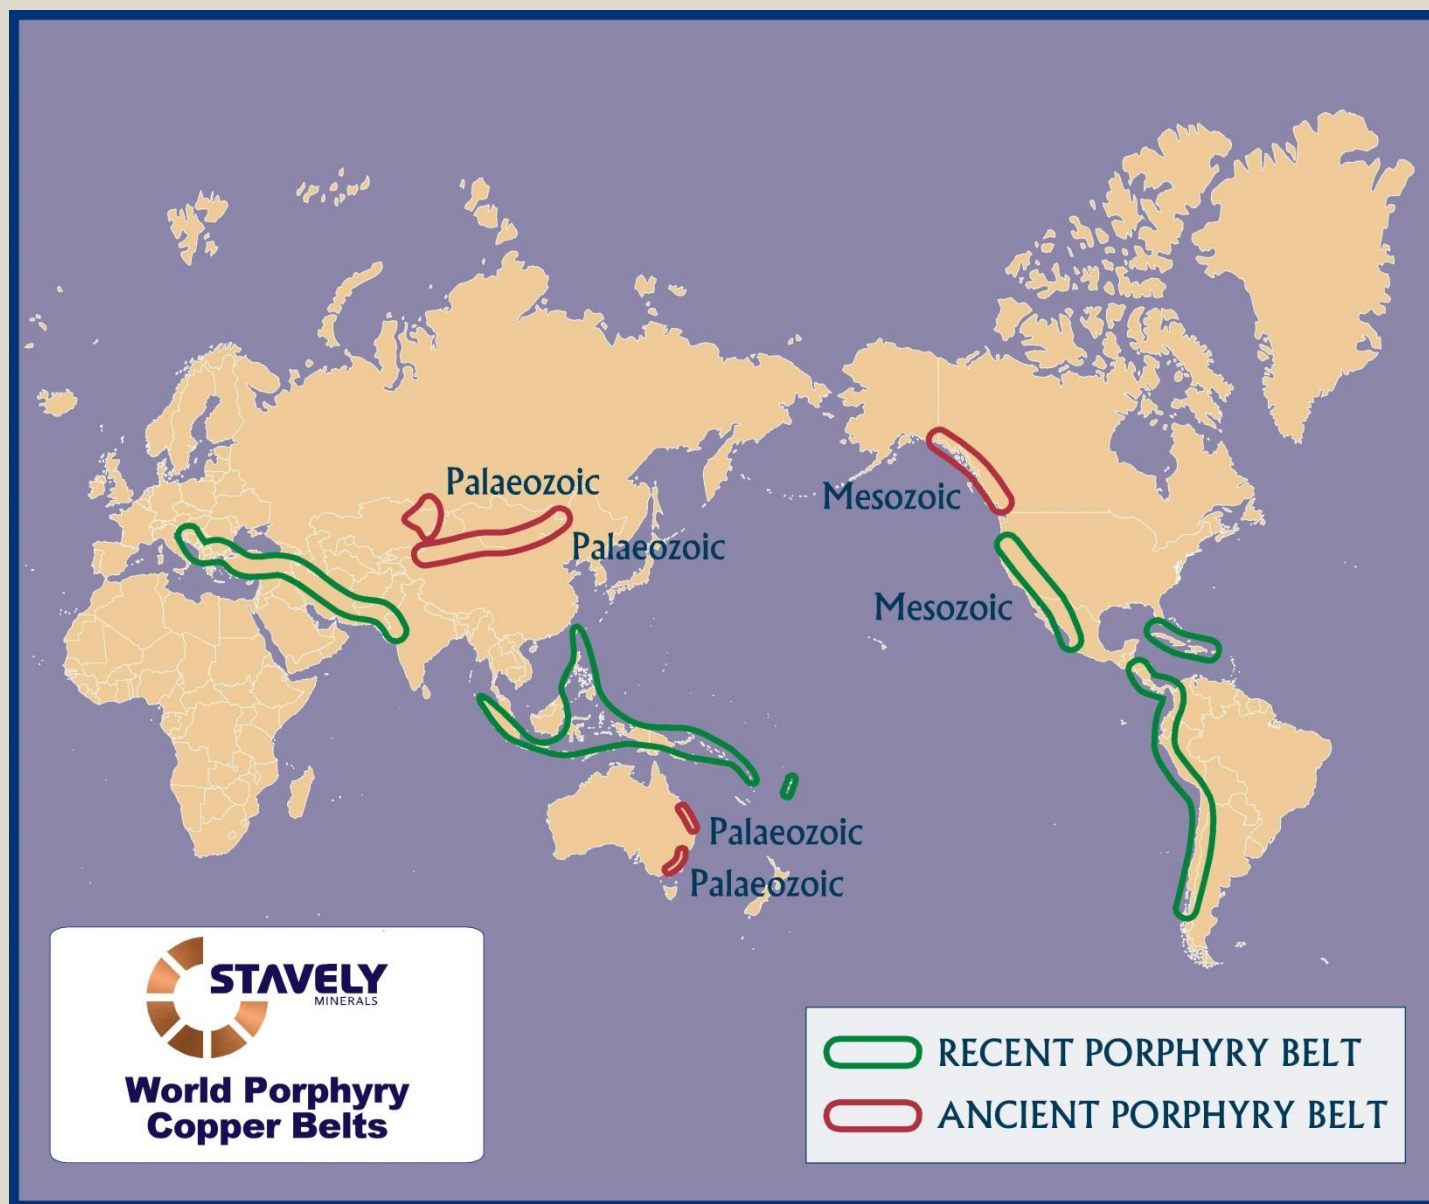 Palaeozoic
Mesozoic
Palaeozoic
Mesozoic
Palaeozoic
Palaeozoic
STAVELY
MINERALS
World Porphyry
Copper Belts
RECENT PORPHYRY BELT
ANCIENT PORPHYRY BELT